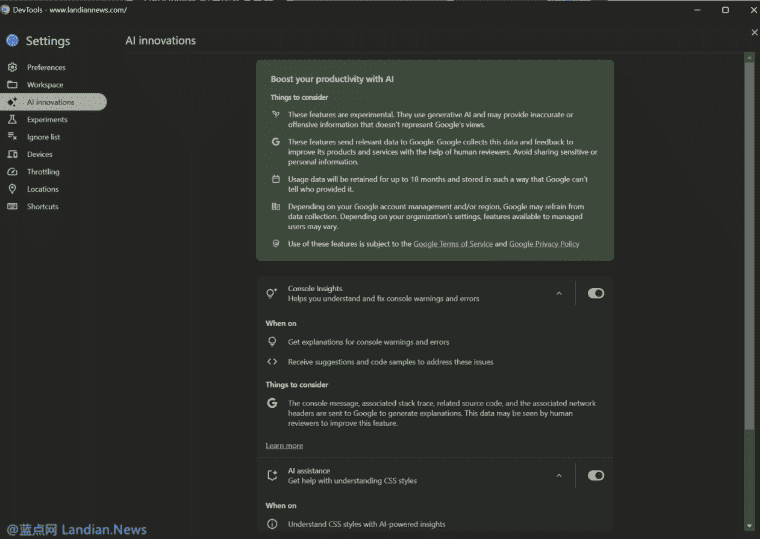 DevTools - www.landiannews.com/
Settings
AI innovations
Preferences
Workspace
AI innovations
Experiments
Ignore list
Devices
Throttling
Locations
Shortcuts
Boost your productivity with AI
Things to consider
These features are experimental. They use generative AI and may provide inaccurate or
offensive information that doesn't represent Google's views.
These features send relevant data to Google. Google collects this data and feedback to
improve its products and services with the help of human reviewers. Avoid sharing sensitive or
personal information.
Usage data will be retained for up to 18 months and stored in such a way that Google can't
tell who provided it.
Depending on your Google account management and/or region, Google may refrain from
data collection. Depending on your organization's settings, features available to managed
users may vary.
Use of these features is subject to the Google Terms of Service and Google Privacy Policy
Console Insights
Helps you understand and fix console warnings and errors
When on
Get explanations for console warnings and errors
Receive suggestions and code samples to address these issues
Things to consider
The console message, associated stack trace, related source code, and the associated network
headers are sent to Google to generate explanations. This data may be seen by human
reviewers to improve this feature.
Learn more
AI assistance
Get help with understanding CSS styles
When on
Understand CSS styles with AI-powered insights
@蓝点网 Landian.News